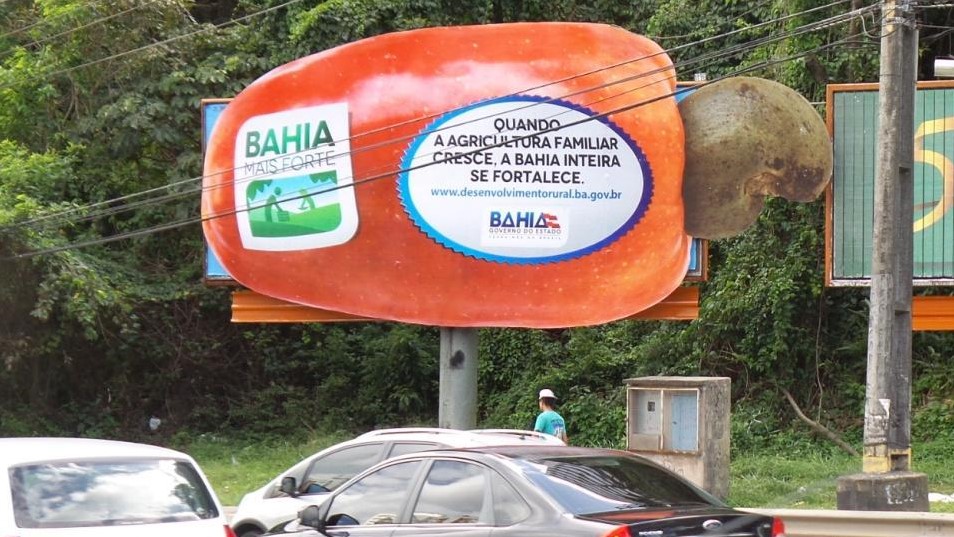 BAHIA
MAIS FORTE
QUANDO
A AGRICULTURA FAMILIAR
CRESCE, A BAHIA INTEIRA
SE FORTALECE.
www.desenvolvimentorural.ba.gov.br
BAHIA
GOVERNO DO ESTADO
5